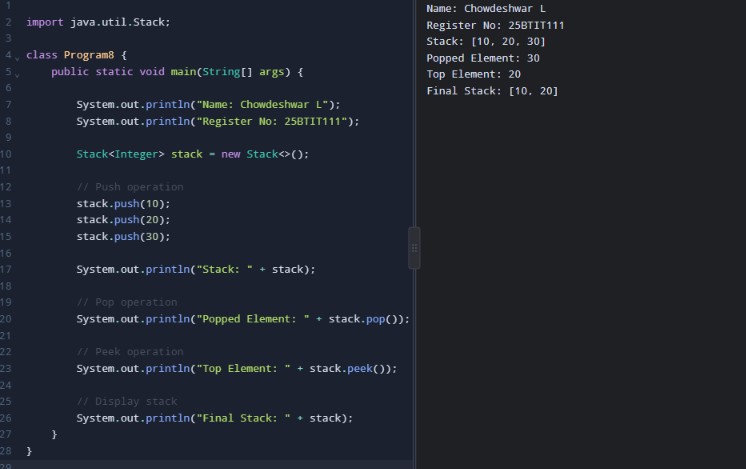 1
2 import java.util.Stack;
3
4 class Program8 {
5     public static void main(String[] args) {
6
7         System.out.println("Name: Chowdeshwar L");
8         System.out.println("Register No: 25BTIT111");
9
10         Stack<Integer> stack = new Stack<>();
11
12         // Push operation
13         stack.push(10);
14         stack.push(20);
15         stack.push(30);
16
17         System.out.println("Stack: " + stack);
18
19         // Pop operation
20         System.out.println("Popped Element: " + stack.pop());
21
22         // Peek operation
23         System.out.println("Top Element: " + stack.peek());
24
25         // Display stack
26         System.out.println("Final Stack: " + stack);
27     }
28 }
29
Name: Chowdeshwar L
Register No: 25BTIT111
Stack: [10, 20, 30]
Popped Element: 30
Top Element: 20
Final Stack: [10, 20]